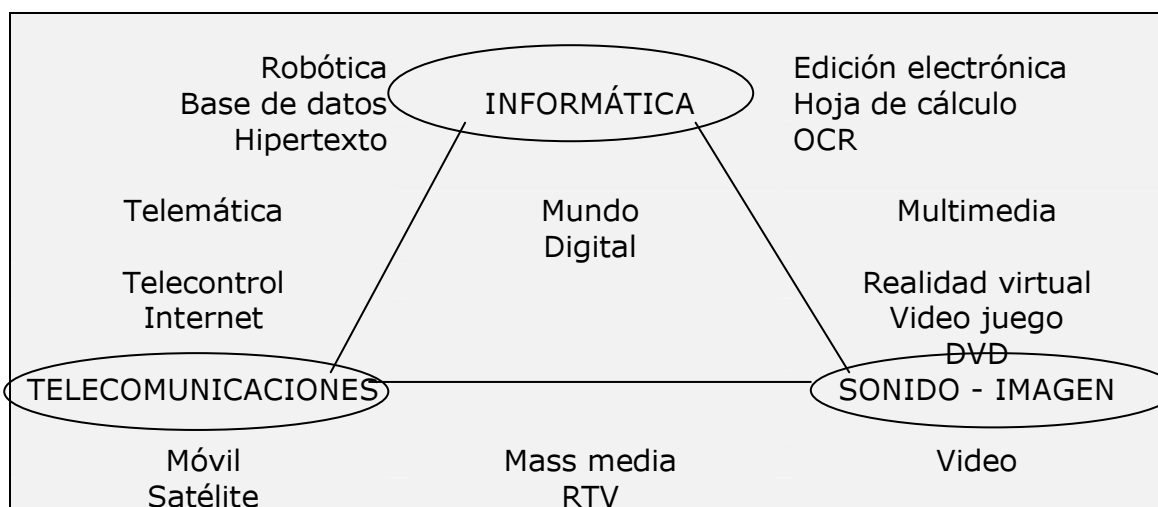 Robótica
Base de datos
Hipertexto
INFORMÁTICA
Edición electrónica
Hoja de cálculo
OCR
Telemática
Mundo
Digital
Multimedia
Telecontrol
Internet
Realidad virtual
Video juego
DVD
TELECOMUNICACIONES
SONIDO - IMAGEN
Móvil
Satélite
Mass media
RTV
Video